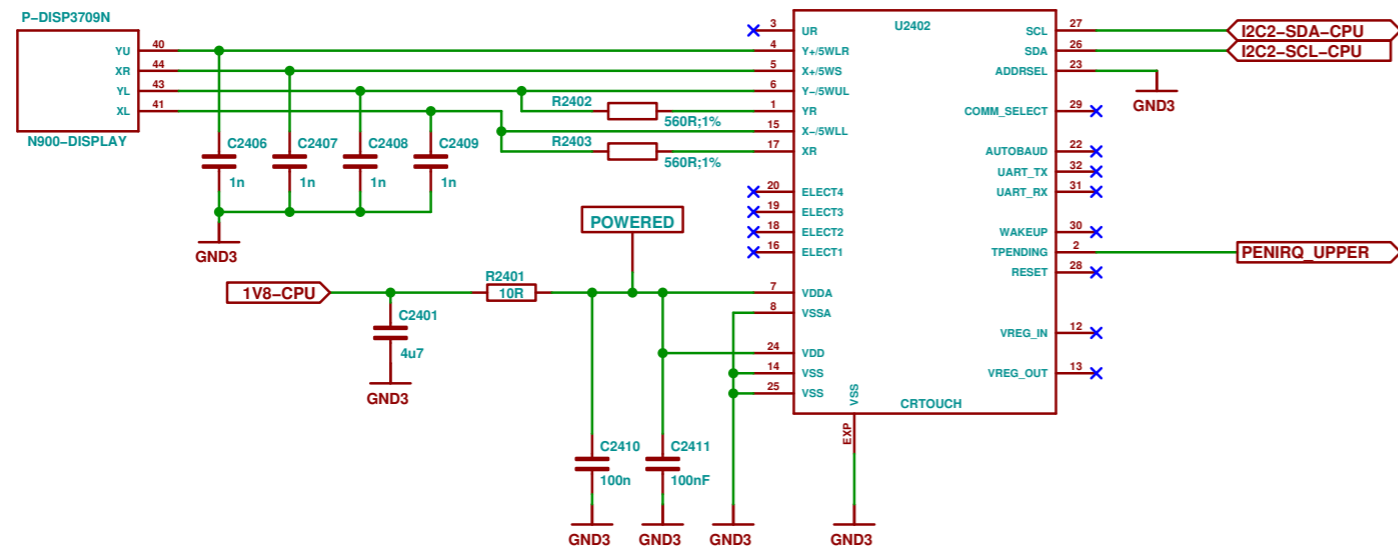 P-DISP3709N
YU 40
XR 44
YL 43
XL 41
N900-DISPLAY
C2406
1n
C2407
1n
C2408
1n
C2409
1n
GND3
R2402
560R;1%
R2403
560R;1%
POWERED
1V8-CPU
R2401
10R
C2401
4u7
GND3
C2410
100n
C2411
100nF
GND3
GND3
GND3
GND3
U2402
3 UR
4 Y+/5WLR
5 X+/5WS
6 Y-/5WUL
1 YR
15 X-/5WLL
17 XR
20 ELECT4
19 ELECT3
18 ELECT2
16 ELECT1
7 VDDA
8 VSSA
24 VDD
14 VSS
25 VSS
VSS
EXP
CRTOUCH
SCL 27
SDA 26
ADDRSEL 23
COMM_SELECT 29
AUTOBAUD 22
UART_TX 32
UART_RX 31
WAKEUP 30
TPENDING 2
RESET 28
VREG_IN 12
VREG_OUT 13
I2C2-SDA-CPU
I2C2-SCL-CPU
GND3
PENIRQ_UPPER